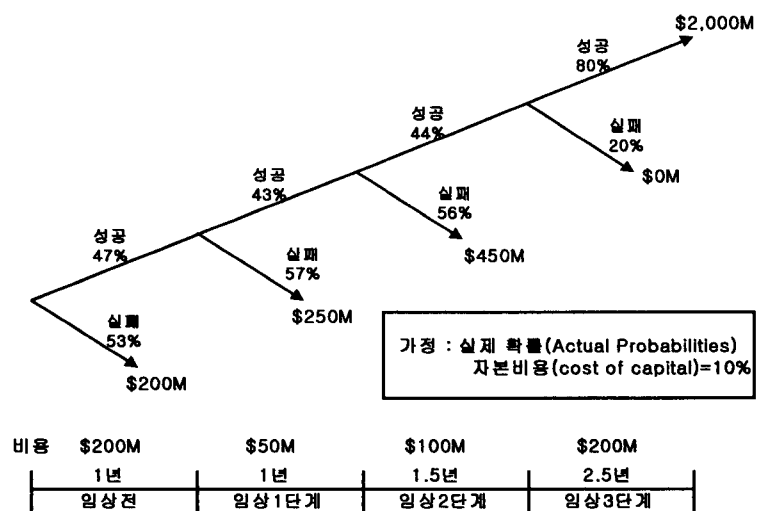 $2,000M
성공
80%
성공
44%
실패
20%
$0M
성공
43%
실패
56%
$450M
성공
47%
실패
57%
$250M
실패
53%
$200M
가정 : 실제 확률(Actual Probabilities)
자본비용(cost of capital)=10%
비용 $200M $50M $100M $200M
1년 1년 1.5년 2.5년
임상전 임상1단계 임상2단계 임상3단계